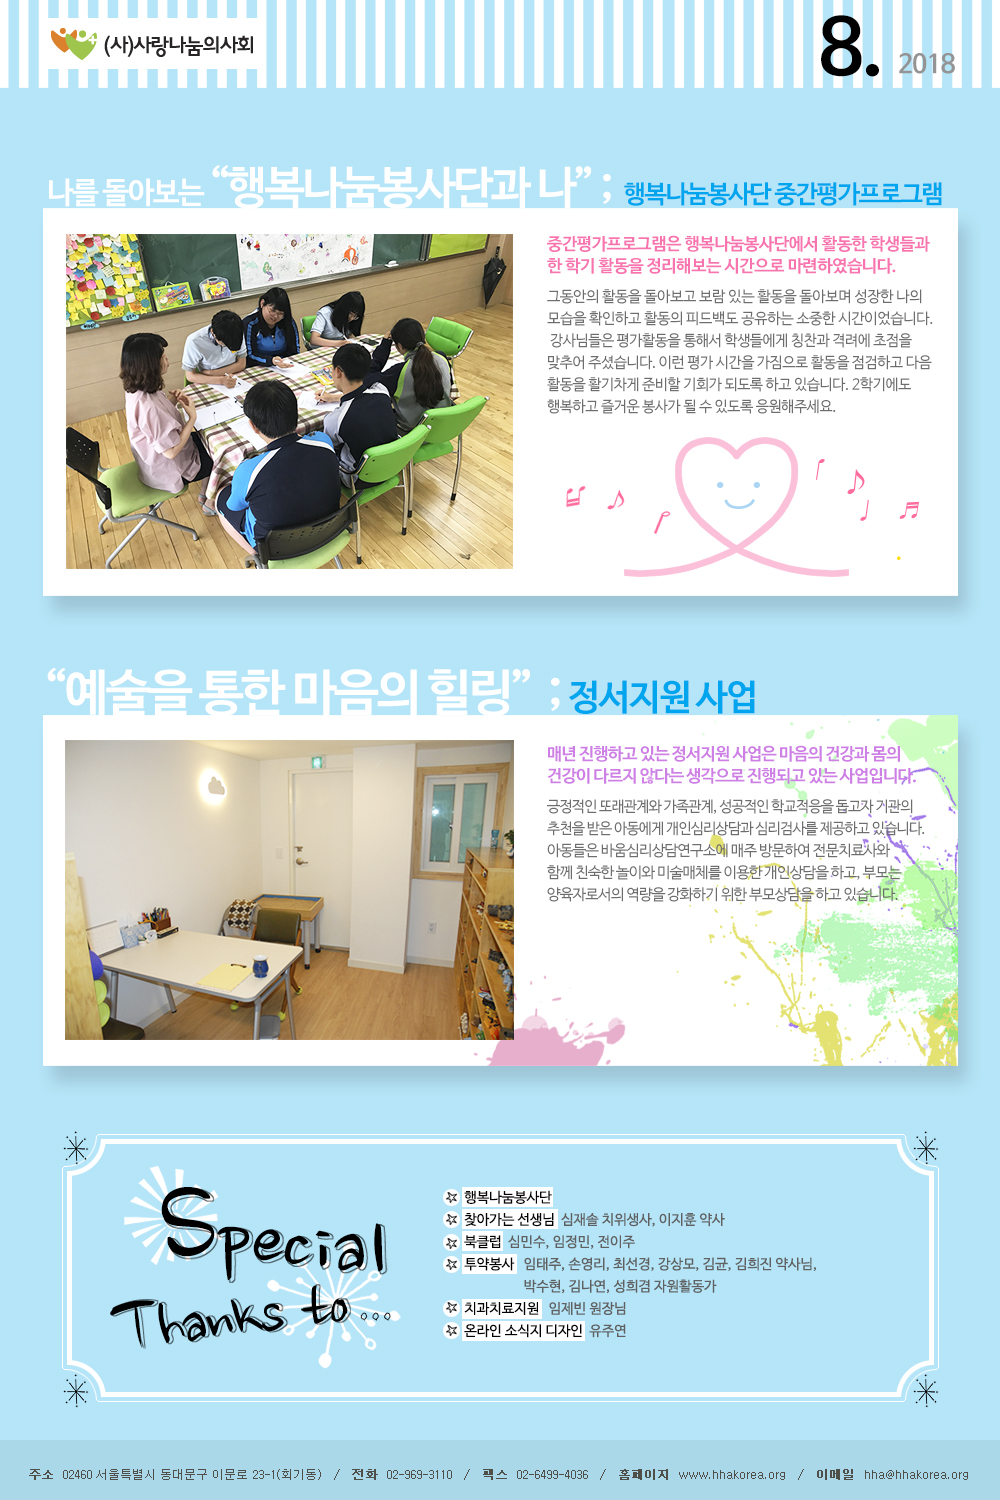 (사)사랑나눔의사회
8. 2018
나를 돌아보는 “행복나눔봉사단과 나” ; 행복나눔봉사단 중간평가프로그램
중간평가프로그램은 행복나눔봉사단에서 활동한 학생들과
한 학기 활동을 정리해보는 시간으로 마련하였습니다.
그동안의 활동을 돌아보고 보람 있는 활동을 돌아보며 성장한 나의
모습을 확인하고 활동의 피드백도 공유하는 소중한 시간이었습니다.
강사님들은 평가활동을 통해서 학생들에게 칭찬과 격려에 초점을
맞추어 주셨습니다. 이런 평가 시간을 가짐으로 활동을 점검하고 다음
활동을 활기차게 준비할 기회가 되도록 하고 있습니다. 2학기에도
행복하고 즐거운 봉사가 될 수 있도록 응원해주세요.
“예술을 통한 마음의 힐링” ; 정서지원 사업
매년 진행하고 있는 정서지원 사업은 마음의 건강과 몸의
건강이 다르지 않다는 생각으로 진행되고 있는 사업입니다.
긍정적인 또래관계와 가족관계, 성공적인 학교적응을 돕고자 거관의
추천을 받은 아동에게 개인심리상담과 심리검사를 제공하고 있습니다.
아동들은 바움심리상담연구소에 매주 방문하여 전문치료사와
함께 친숙한 놀이와 미술매체를 이용한 개인상담을 하고, 부모는
양육자로서의 역량을 강화하기 위한 부모상담을 하고 있습니다.
Special
Thanks to...
행복나눔봉사단
찾아가는 선생님 심재솔 치위생사, 이지훈 약사
북클럽 심민수, 임정민, 전이주
투약봉사 임태주, 손영리, 최선경, 강상모, 김균, 김희진 약사님,
박수현, 김나연, 성희겸 자원활동가
치과치료지원 임제빈 원장님
온라인 소식지 디자인 유주연
주소 02460 서울특별시 동대문구 이문로 23-1(회기동) / 전화 02-969-3110 / 팩스 02-6499-4036 / 홈페이지 www.hhakorea.org / 이메일 hha@hhakorea.org